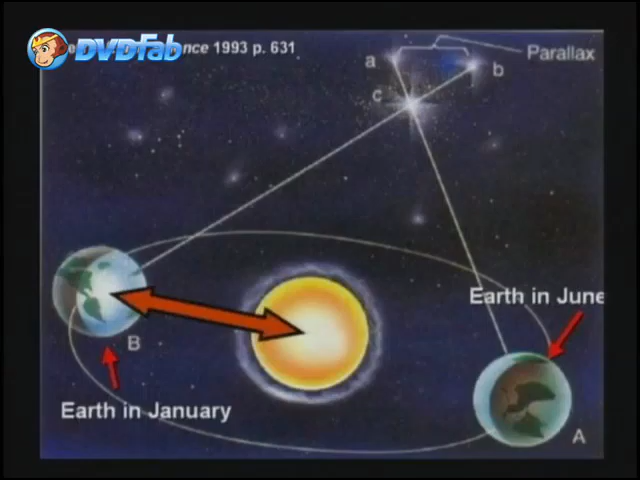 DVDFab
nce 1993 p. 631
Parallax
a
b
c
Earth in June
B
Earth in January
A